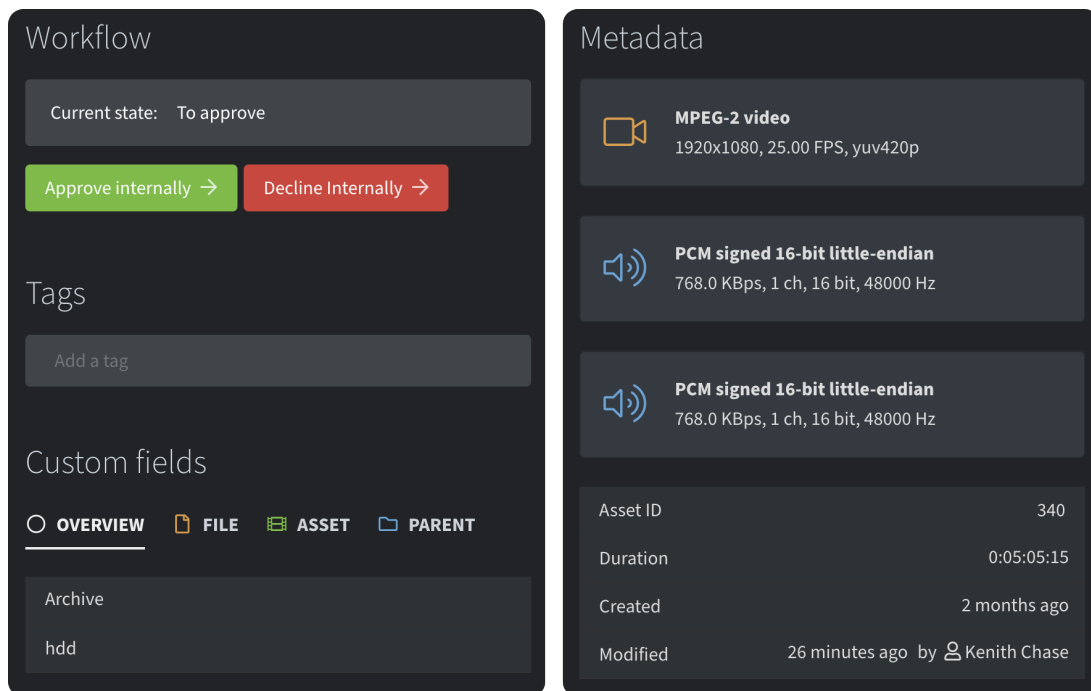 Workflow
Current state: To approve
Approve internally →
Decline Internally →
Tags
Add a tag
Custom fields
OVERVIEW FILE ASSET PARENT
Archive
hdd
Metadata
MPEG-2 video
1920x1080, 25.00 FPS, yuv420p
PCM signed 16-bit little-endian
768.0 KBps, 1 ch, 16 bit, 48000 Hz
PCM signed 16-bit little-endian
768.0 KBps, 1 ch, 16 bit, 48000 Hz
Asset ID 340
Duration 0:05:05:15
Created 2 months ago
Modified 26 minutes ago by Kenith Chase